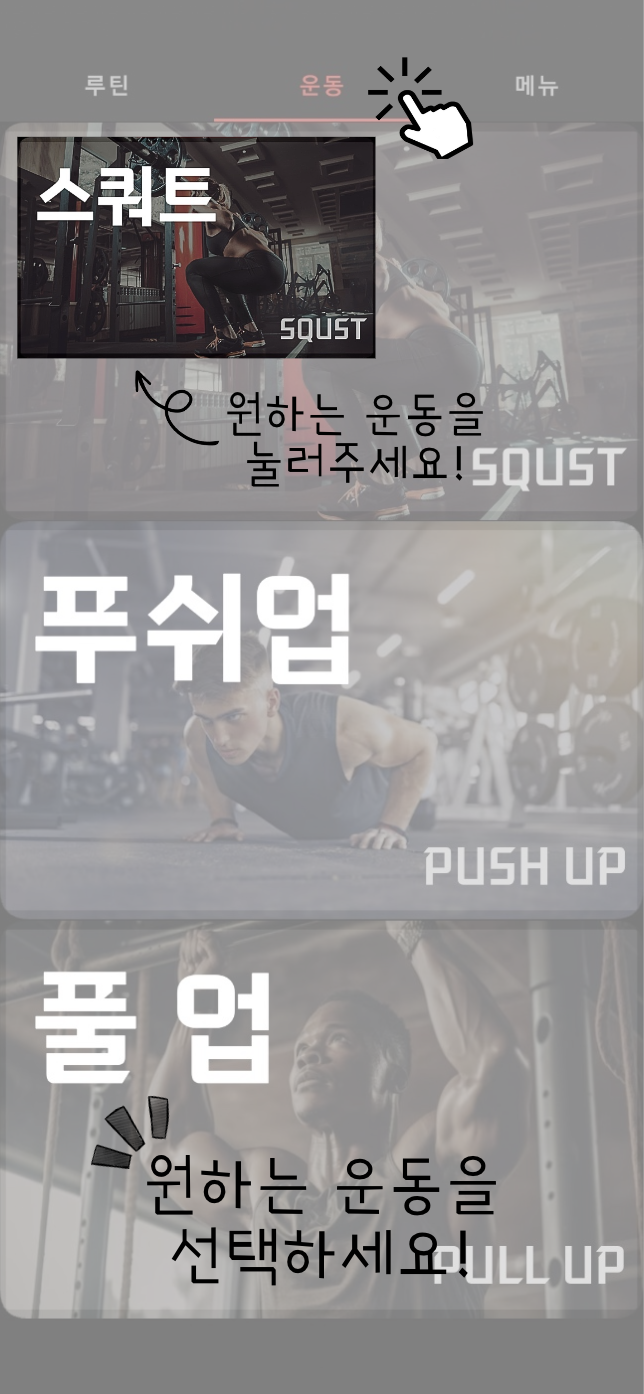 루틴
운동
메뉴
스쿼트
SQUST
원하는 운동을
눌러주세요!
SQUST
푸쉬업
PUSH UP
풀 업
원하는 운동을
선택하세요!
PULL UP